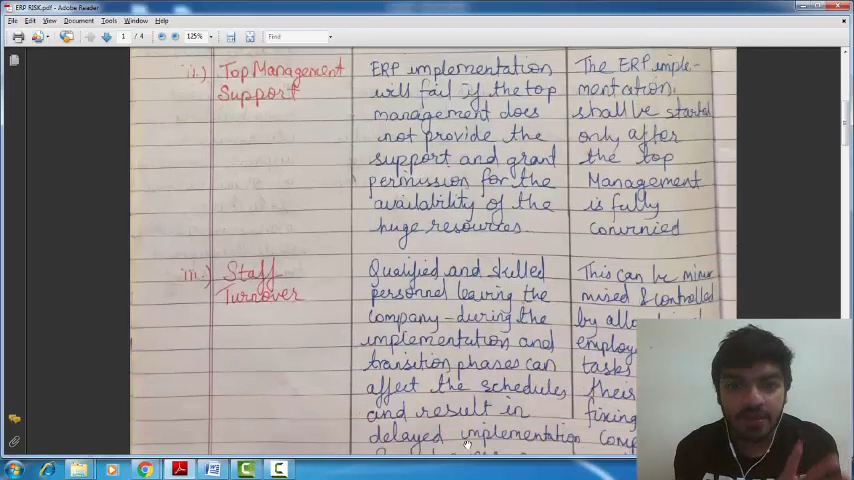 ERP RISK.pdf - Adobe Reader
File Edit View Document Tools Window Help
1 / 4 125% Find
ii.) Top Management
Support
ERP implementation
will fail if the top
management does
not provide the
support and grant
permission for the
availability of the
huge resources.
The ERP imple-
mentation
shall be started
only after
the top
Management
is fully
Convinied
iii.) Staff
Turnover
Qualified and skilled
personnel leaving the
company during the
implementation and
transition phases can
affect the schedules
and result in
delayed implementation
This can be mini
mised & controlled
by allo
employ
tasks
their
fixing
Comp